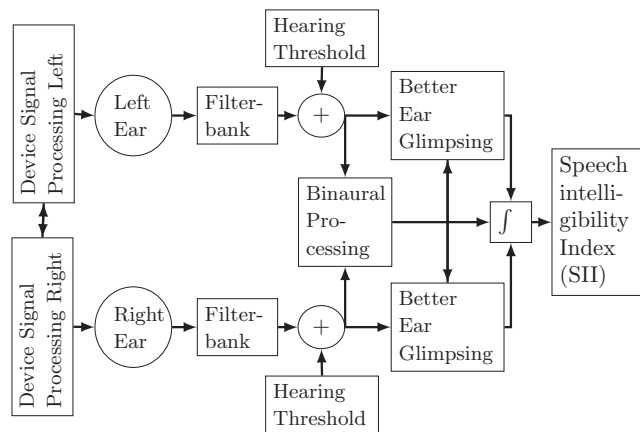 Hearing
Threshold
Device Signal
Processing Left
Left
Ear
Filter-
bank
+
Better
Ear
Glimpsing
Binaural
Pro-
cessing
∫
Speech
intelli-
gibility
Index
(SII)
Device Signal
Processing Right
Right
Ear
Filter-
bank
+
Better
Ear
Glimpsing
Hearing
Threshold